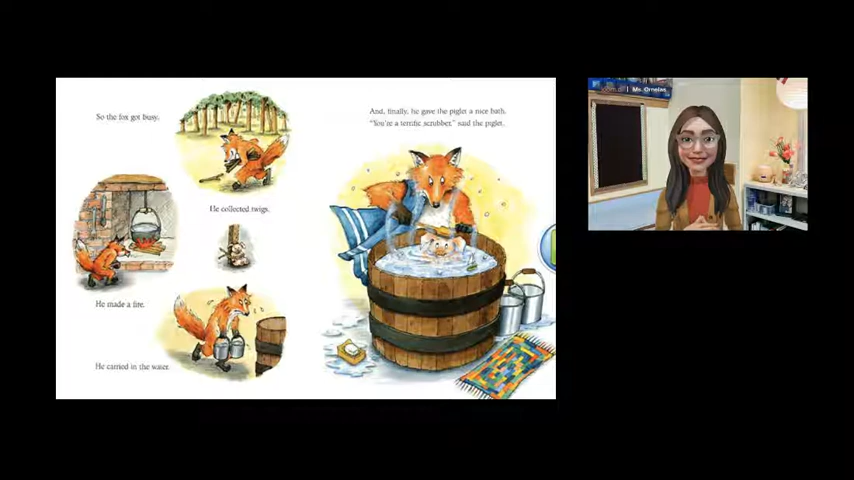 So the fox got busy.
He collected twigs.
He made a fire.
He carried in the water.
And, finally, he gave the piglet a nice bath.
"You're a terrific scrubber," said the piglet.
Ms. Ornelas